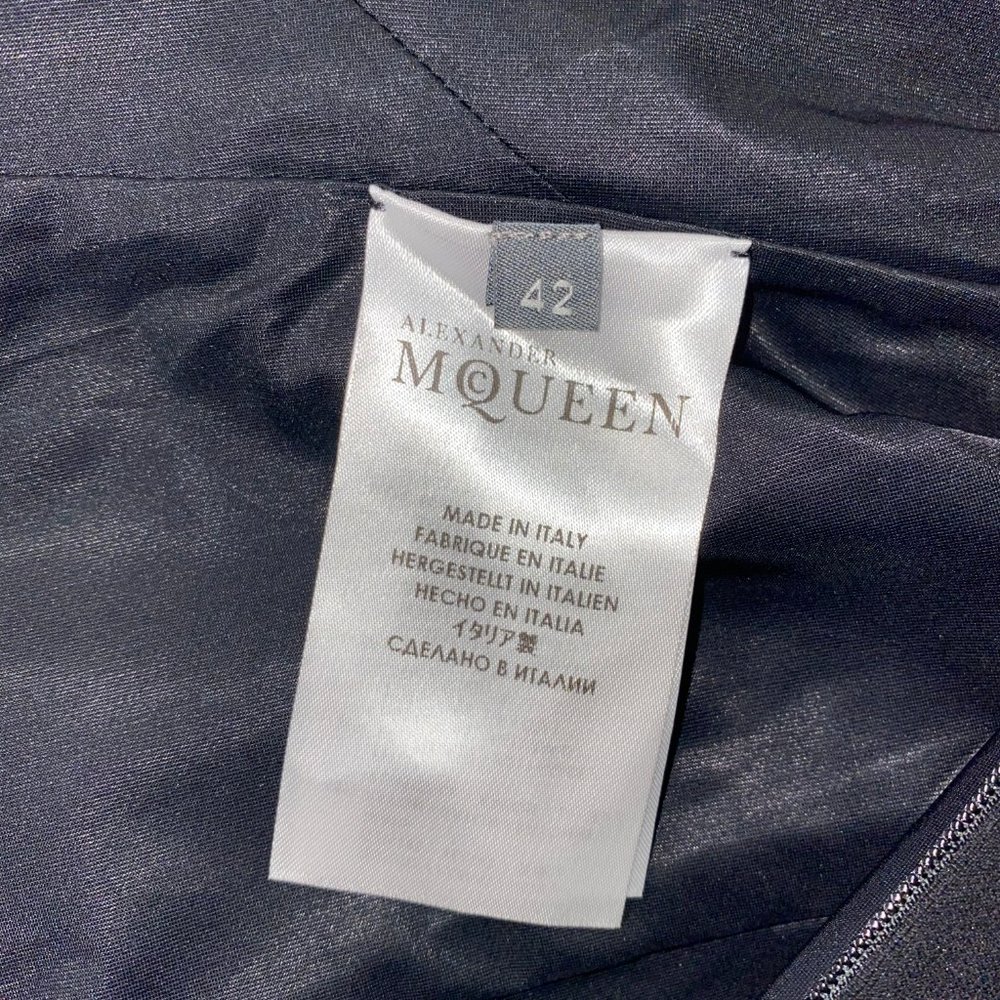 42
ALEXANDER
MCQUEEN
MADE IN ITALY
FABRIQUE EN ITALIE
HERGESTELLT IN ITALIEN
HECHO EN ITALIA
イタリア製
СДЕЛАНО В ИТАЛИИ